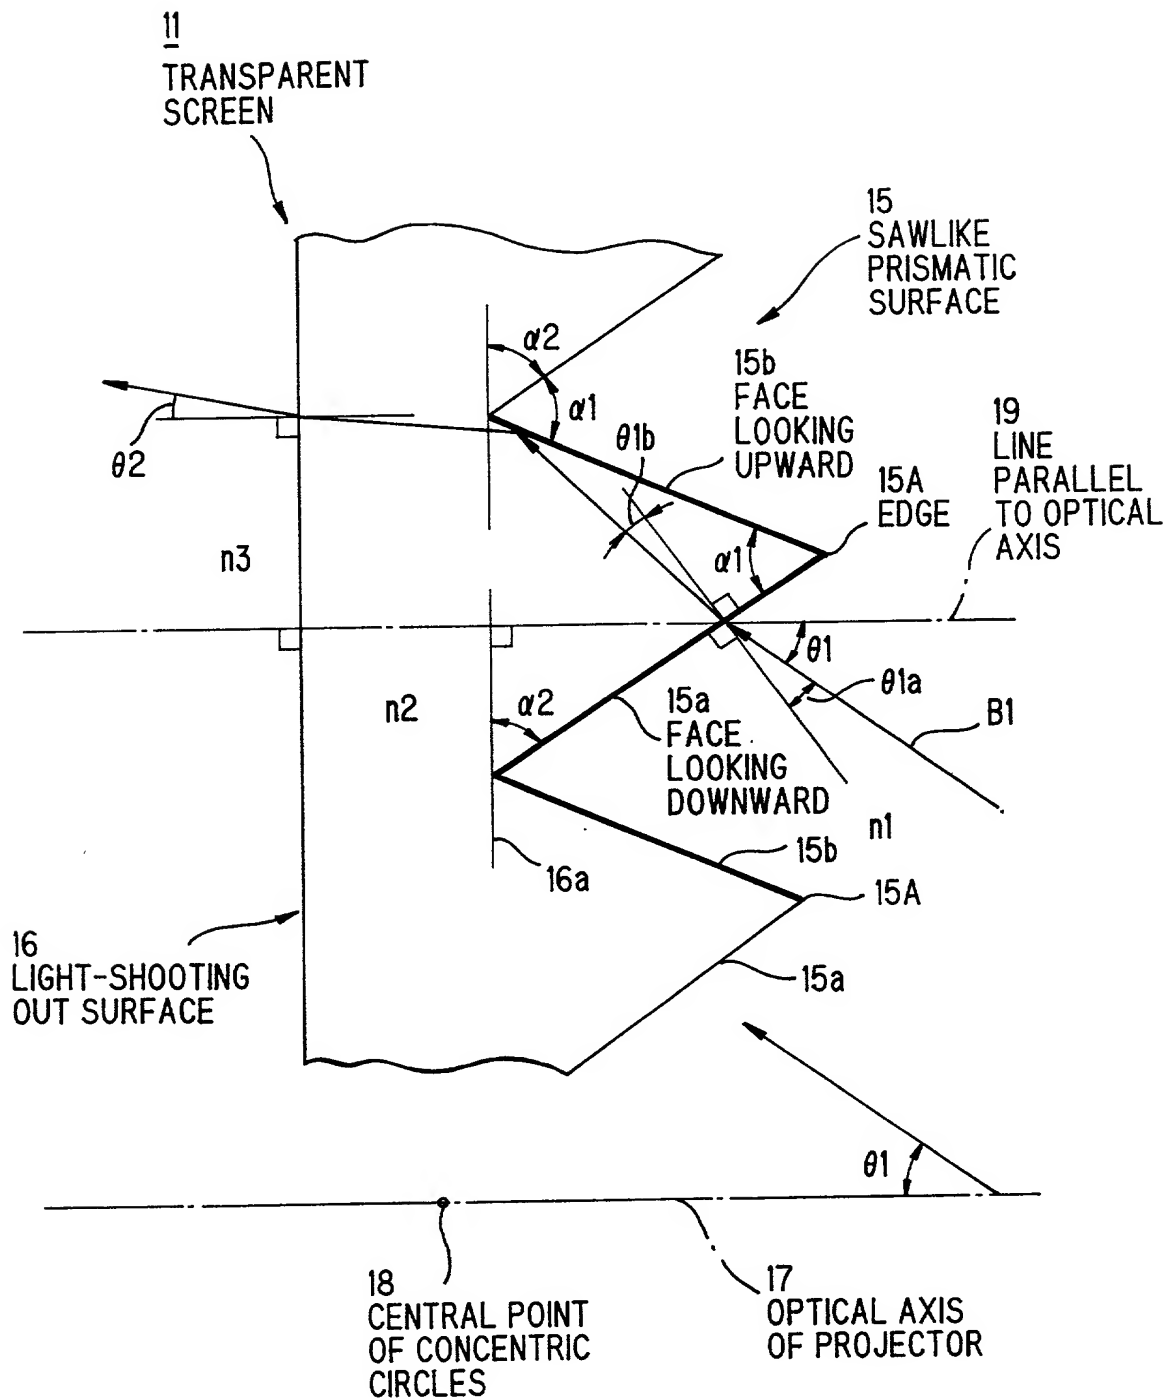 11
TRANSPARENT
SCREEN
15
SAWLIKE
PRISMATIC
SURFACE
α2
15b
FACE
LOOKING
UPWARD
α1
θ1b
19
LINE
PARALLEL
TO OPTICAL
AXIS
15A
EDGE
θ2
n3
α1
θ1
θ1a
n2
α2
15a
FACE
LOOKING
DOWNWARD
B1
n1
15b
16a
15A
16
LIGHT-SHOOTING
OUT SURFACE
15a
θ1
18
CENTRAL POINT
OF CONCENTRIC
CIRCLES
17
OPTICAL AXIS
OF PROJECTOR